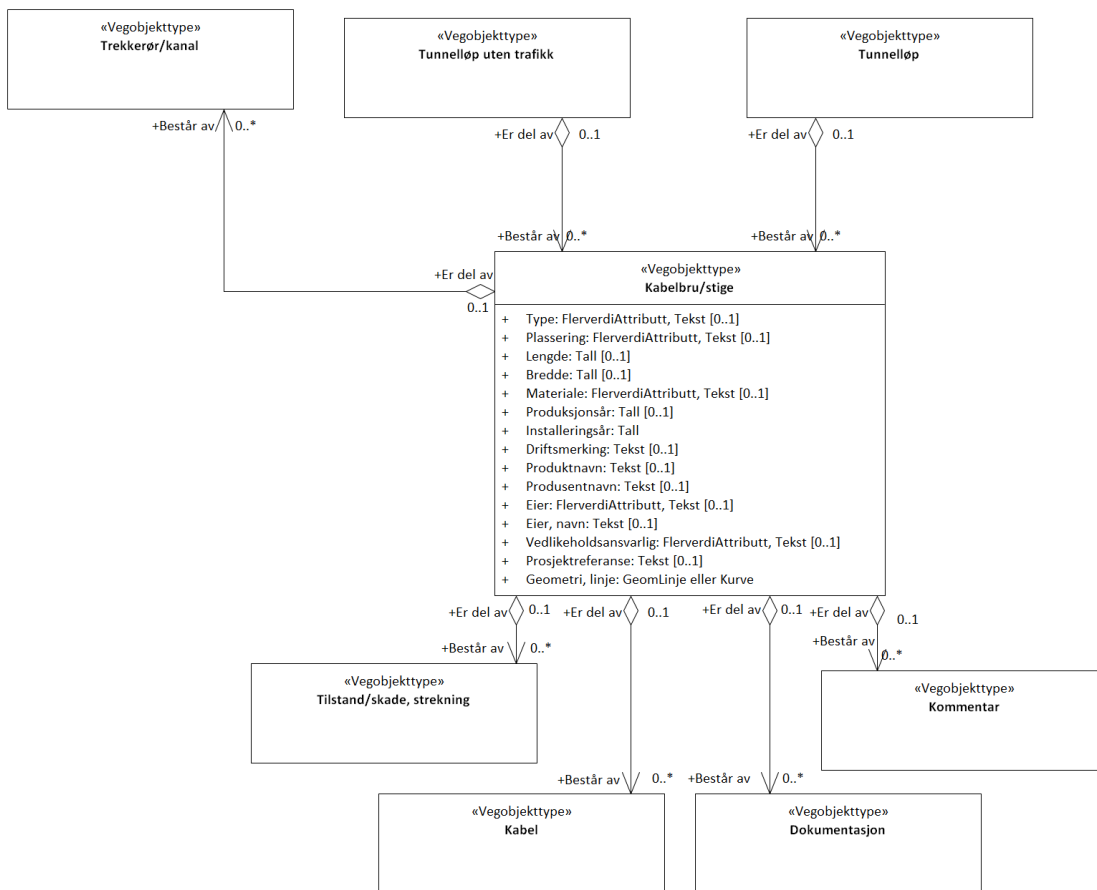 «Vegobjekttype»
Trekkerør/kanal
«Vegobjekttype»
Tunnelløp uten trafikk
«Vegobjekttype»
Tunnelløp
+Består av
0..*
+Er del av
0..1
+Er del av
0..1
+Består av
0..*
+Består av
0..*
+Er del av
0..1
«Vegobjekttype»
Kabelbru/stige
+ Type: FlerverdiAttributt, Tekst [0..1]
+ Plassering: FlerverdiAttributt, Tekst [0..1]
+ Lengde: Tall [0..1]
+ Bredde: Tall [0..1]
+ Materiale: FlerverdiAttributt, Tekst [0..1]
+ Produksjonsår: Tall [0..1]
+ Installeringsår: Tall
+ Driftsmerking: Tekst [0..1]
+ Produktnavn: Tekst [0..1]
+ Produsentnavn: Tekst [0..1]
+ Eier: FlerverdiAttributt, Tekst [0..1]
+ Eier, navn: Tekst [0..1]
+ Vedlikeholdsansvarlig: FlerverdiAttributt, Tekst [0..1]
+ Prosjektreferanse: Tekst [0..1]
+ Geometri, linje: GeomLinje eller Kurve
+Er del av
0..1
+Er del av
0..1
+Er del av
0..1
+Er del av
0..1
+Består av
0..*
+Består av
0..*
«Vegobjekttype»
Tilstand/skade, strekning
«Vegobjekttype»
Kommentar
+Består av
0..*
+Består av
0..*
«Vegobjekttype»
Kabel
«Vegobjekttype»
Dokumentasjon